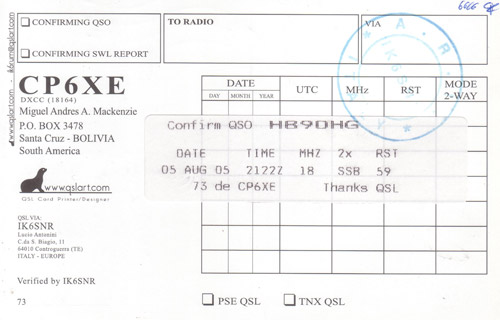 CONFIRMING QSO
CONFIRMING SWL REPORT
TO RADIO
VIA
CP6XE
DXCC (18164)
Miguel Andres A. Mackenzie
P.O. BOX 3478
Santa Cruz - BOLIVIA
South America
www.qslart.com
QSL Card Printer/Designer
QSL VIA:
IK6SNR
Lucio Antonini
C.da S. Biagio, 11
64010 Controguerra (TE)
ITALY - EUROPE
Verified by IK6SNR
73
DATE UTC MHz RST MODE
DAY MONTH YEAR 2-WAY
Confirm QSO HB9DHG
DATE TIME MHZ 2x RST
05 AUG 05 2122Z 18 SSB 59
73 de CP6XE Thanks QSL
PSE QSL TNX QSL
www.qslart.com - ikfdrum@qslart.com